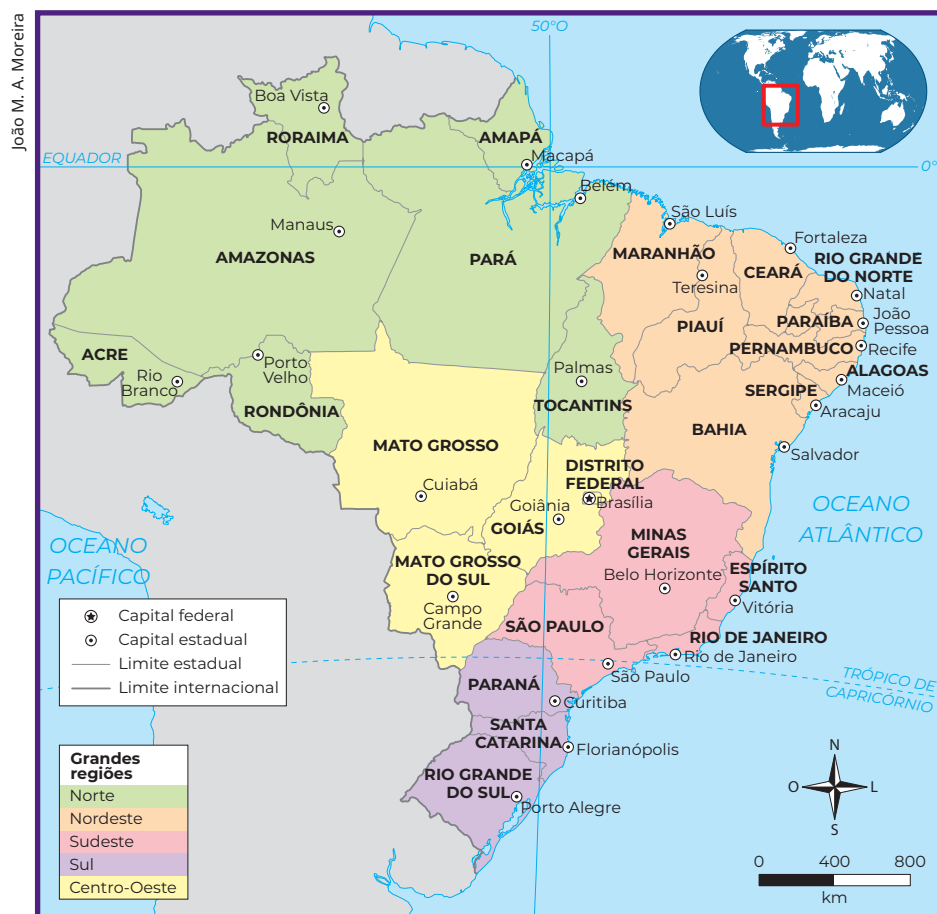 João M. A. Moreira
50°O
Boa Vista
RORAIMA
AMAPÁ
EQUADOR
0°
Macapá
Belém
São Luís
Manaus
AMAZONAS
PARÁ
MARANHÃO
Fortaleza
CEARÁ
RIO GRANDE
DO NORTE
Teresina
Natal
PIAUÍ
PARAÍBA
João
Pessoa
PERNAMBUCO
Recife
ACRE
Rio
Branco
Porto
Velho
RONDÔNIA
Palmas
TOCANTINS
ALAGOAS
Maceió
SERGIPE
Aracaju
BAHIA
Salvador
MATO GROSSO
Cuiabá
DISTRITO
FEDERAL
Brasília
Goiânia
GOIÁS
OCEANO
ATLÂNTICO
OCEANO
PACÍFICO
MINAS
GERAIS
Belo Horizonte
ESPÍRITO
SANTO
Vitória
MATO GROSSO
DO SUL
Campo
Grande
SÃO PAULO
São Paulo
RIO DE JANEIRO
Rio de Janeiro
TRÓPICO DE
CAPRICÓRNIO
PARANÁ
Curitiba
SANTA
CATARINA
Florianópolis
RIO GRANDE
DO SUL
Porto Alegre
Capital federal
Capital estadual
Limite estadual
Limite internacional
Grandes
regiões
Norte
Nordeste
Sudeste
Sul
Centro-Oeste
N
O
L
S
0 400 800
km